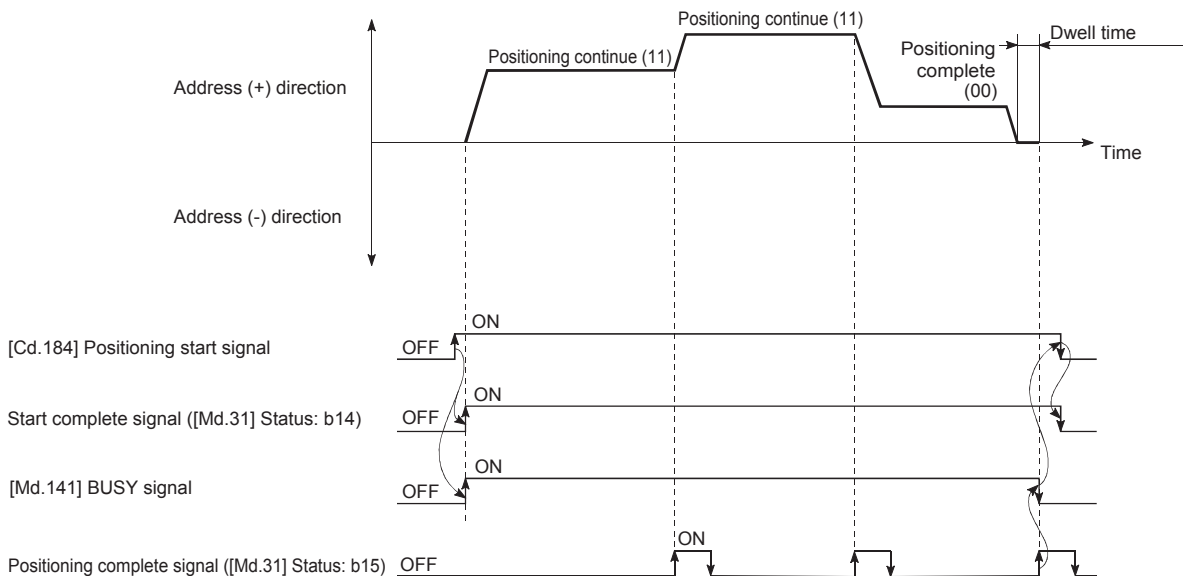 Positioning continue (11)
Dwell time
Positioning
complete
(00)
Positioning continue (11)
Address (+) direction
Time
Address (-) direction
ON
[Cd.184] Positioning start signal
OFF
ON
Start complete signal ([Md.31] Status: b14)
OFF
ON
[Md.141] BUSY signal
OFF
ON
Positioning complete signal ([Md.31] Status: b15)
OFF